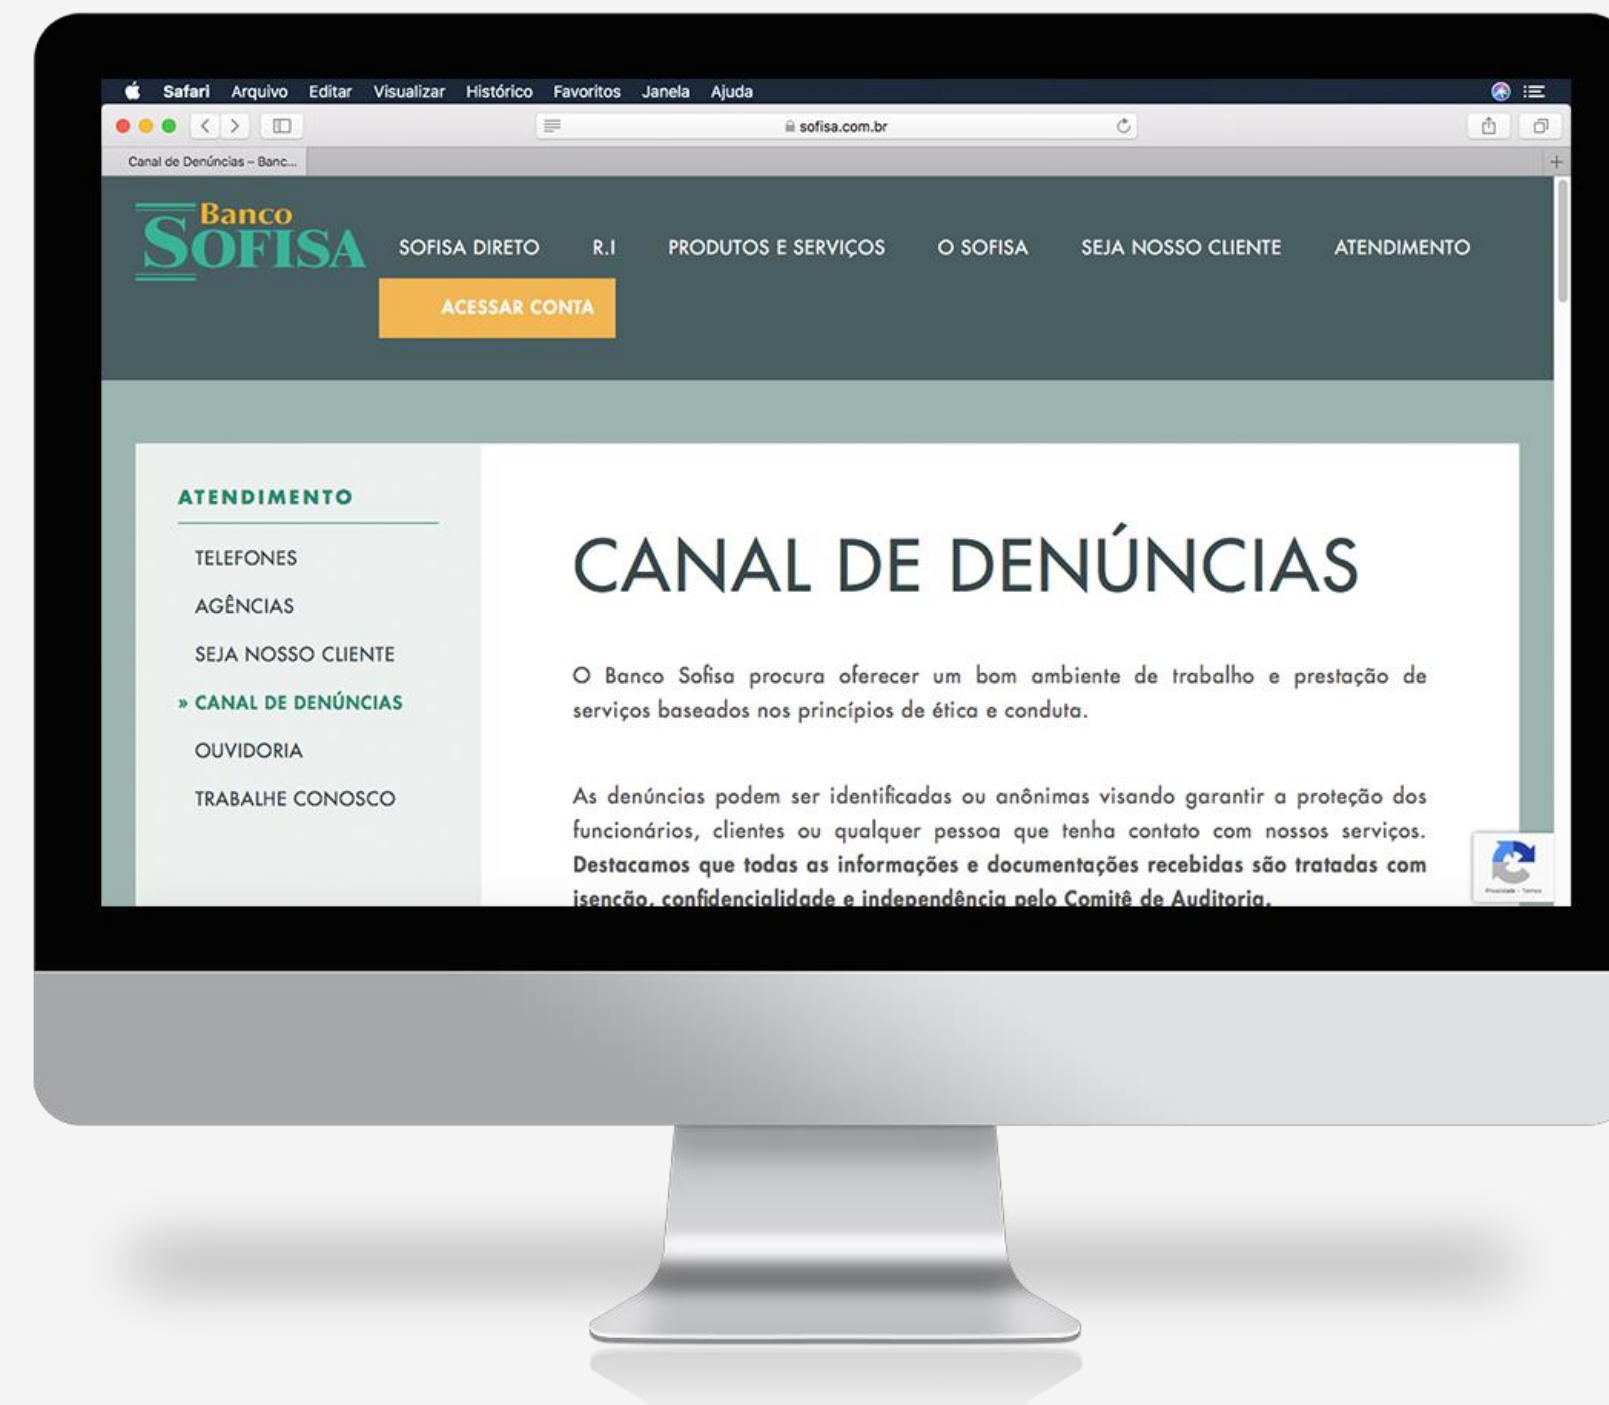 Safari Arquivo Editar Visualizar Histórico Favoritos Janela Ajuda
sofisa.com.br
Canal de Denúncias – Banc...
Banco
SOFISA
SOFISA DIRETO R.I PRODUTOS E SERVIÇOS O SOFISA SEJA NOSSO CLIENTE ATENDIMENTO
ACESSAR CONTA
ATENDIMENTO
TELEFONES
AGÊNCIAS
SEJA NOSSO CLIENTE
» CANAL DE DENÚNCIAS
OUVIDORIA
TRABALHE CONOSCO
CANAL DE DENÚNCIAS
O Banco Sofisa procura oferecer um bom ambiente de trabalho e prestação de
serviços baseados nos princípios de ética e conduta.
As denúncias podem ser identificadas ou anônimas visando garantir a proteção dos
funcionários, clientes ou qualquer pessoa que tenha contato com nossos serviços.
Destacamos que todas as informações e documentações recebidas são tratadas com
isenção, confidencialidade e independência pelo Comitê de Auditoria.
Privacidade - Termos